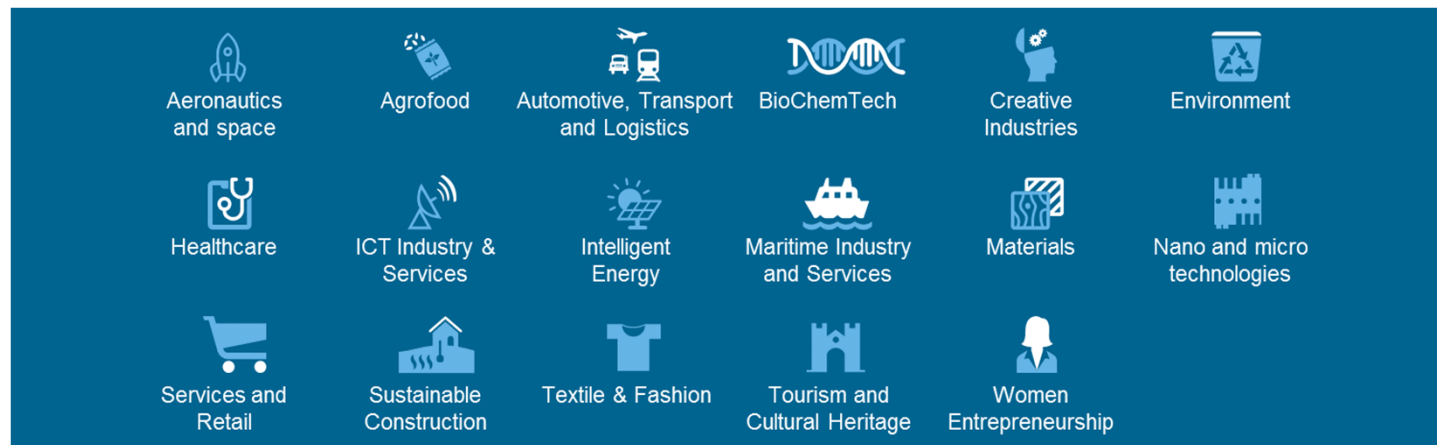 Aeronautics
and space
Agrofood
Automotive, Transport
and Logistics
BioChemTech
Creative
Industries
Environment
Healthcare
ICT Industry &
Services
Intelligent
Energy
Maritime Industry
and Services
Materials
Nano and micro
technologies
Services and
Retail
Sustainable
Construction
Textile & Fashion
Tourism and
Cultural Heritage
Women
Entrepreneurship